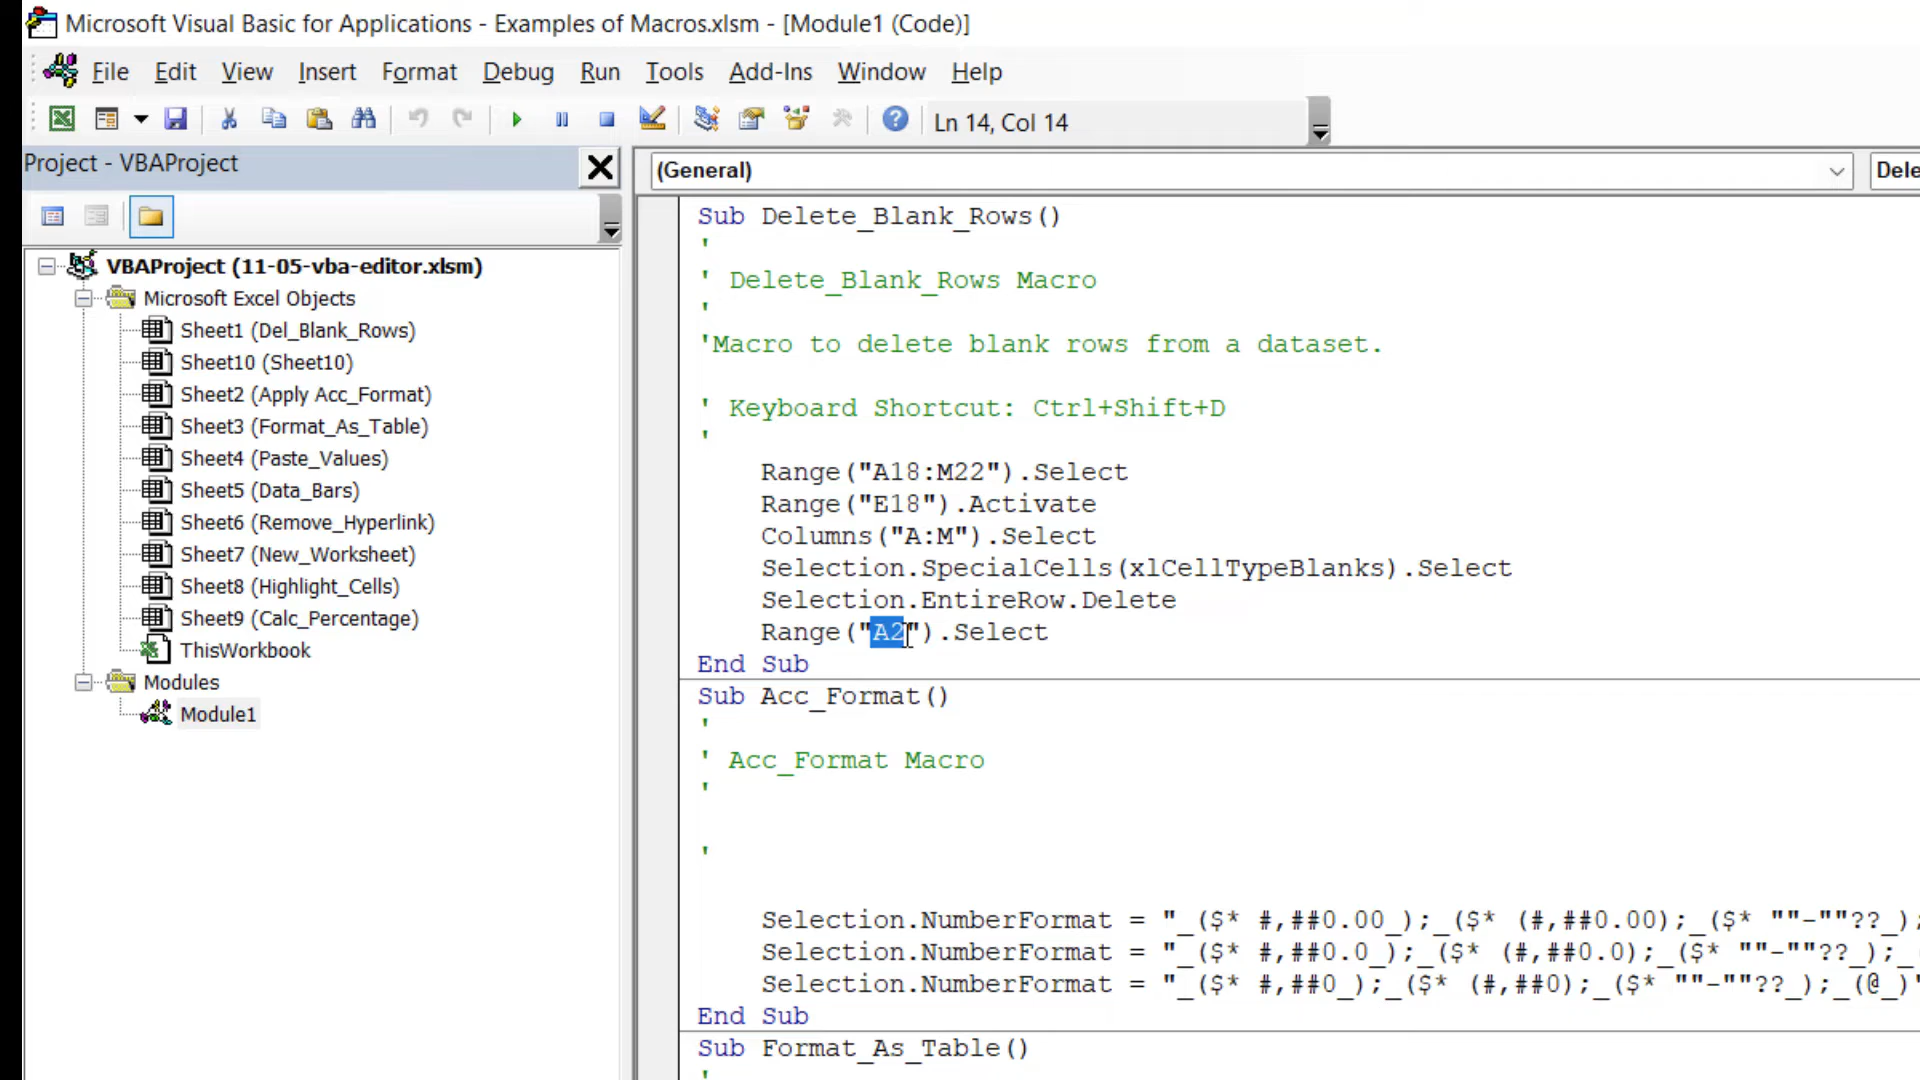 Microsoft Visual Basic for Applications - Examples of Macros.xlsm - [Module1 (Code)]
File Edit View Insert Format Debug Run Tools Add-Ins Window Help
Ln 14, Col 14
Project - VBAProject
(General)
VBAProject (11-05-vba-editor.xlsm)
Microsoft Excel Objects
Sheet1 (Del_Blank_Rows)
Sheet10 (Sheet10)
Sheet2 (Apply Acc_Format)
Sheet3 (Format_As_Table)
Sheet4 (Paste_Values)
Sheet5 (Data_Bars)
Sheet6 (Remove_Hyperlink)
Sheet7 (New_Worksheet)
Sheet8 (Highlight_Cells)
Sheet9 (Calc_Percentage)
ThisWorkbook
Modules
Module1
Sub Delete_Blank_Rows()
'
' Delete_Blank_Rows Macro
'
'Macro to delete blank rows from a dataset.
' Keyboard Shortcut: Ctrl+Shift+D
'
Range("A18:M22").Select
Range("E18").Activate
Columns("A:M").Select
Selection.SpecialCells(xlCellTypeBlanks).Select
Selection.EntireRow.Delete
Range("A2").Select
End Sub
Sub Acc_Format()
'
' Acc_Format Macro
'
'
Selection.NumberFormat = "_($* #,##0.00_);_($* (#,##0.00);_($* ""-""??_);
Selection.NumberFormat = "_($* #,##0.0_);_($* (#,##0.0);_($* ""-""??_);_
Selection.NumberFormat = "_($* #,##0_);_($* (#,##0);_($* ""-""??_);_(@_)"
End Sub
Sub Format_As_Table()
'